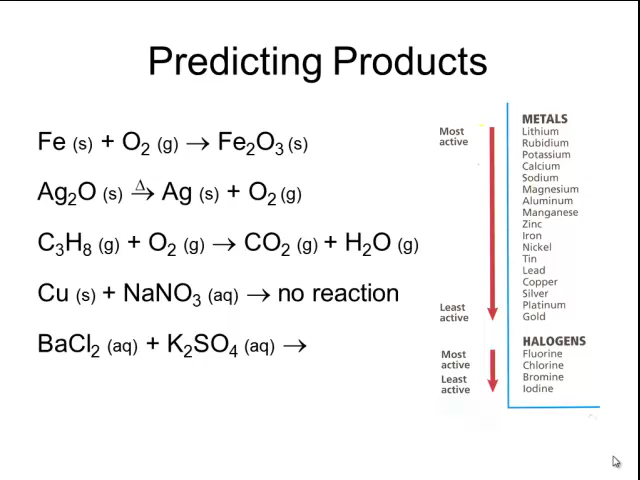 Predicting Products
Fe (s) + O₂ (g) → Fe₂O₃ (s)
Ag₂O (s) →Δ Ag (s) + O₂ (g)
C₃H₈ (g) + O₂ (g) → CO₂ (g) + H₂O (g)
Cu (s) + NaNO₃ (aq) → no reaction
BaCl₂ (aq) + K₂SO₄ (aq) →
Most
active
Least
active
METALS
Lithium
Rubidium
Potassium
Calcium
Sodium
Magnesium
Aluminum
Manganese
Zinc
Iron
Nickel
Tin
Lead
Copper
Silver
Platinum
Gold
Most
active
Least
active
HALOGENS
Fluorine
Chlorine
Bromine
Iodine